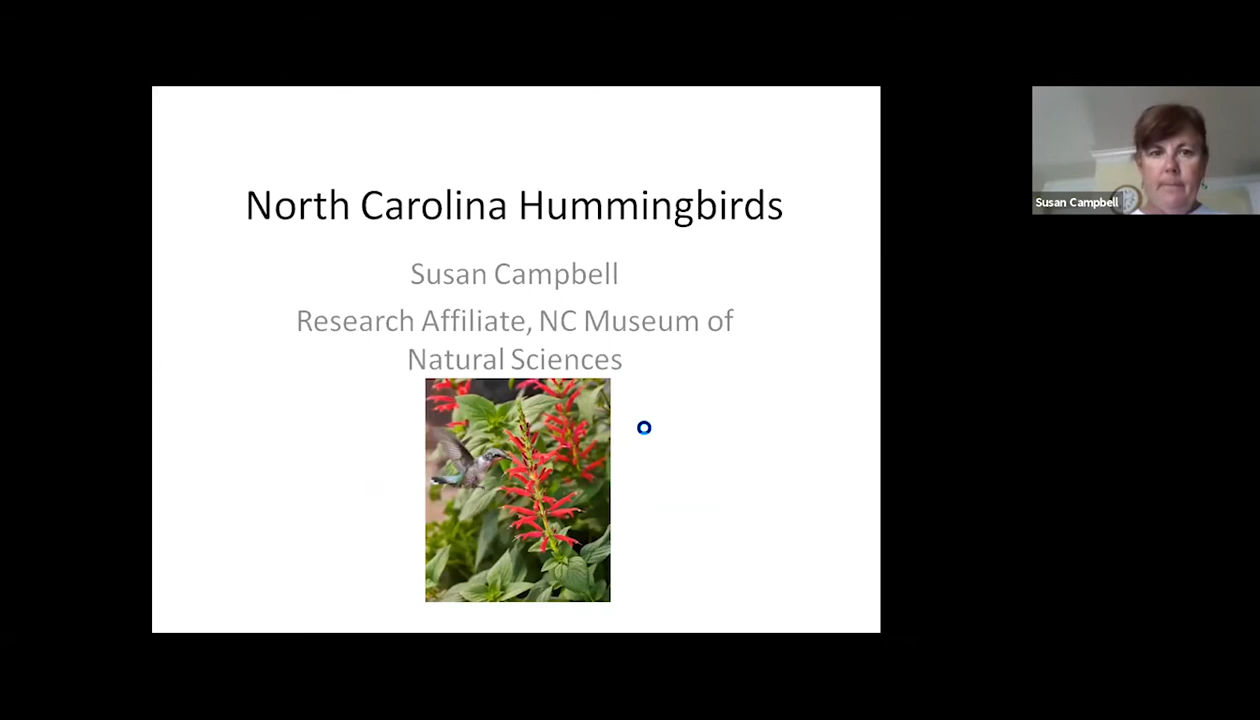 North Carolina Hummingbirds
Susan Campbell
Research Affiliate, NC Museum of
Natural Sciences
Susan Campbell